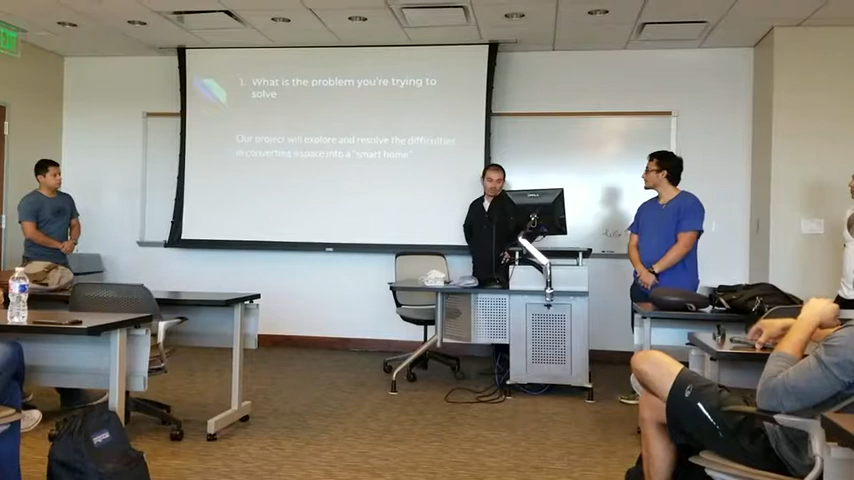 EXIT
1. What is the problem you're trying to
solve
Our project will explore and resolve the difficulties
in converting a space into a "smart home"